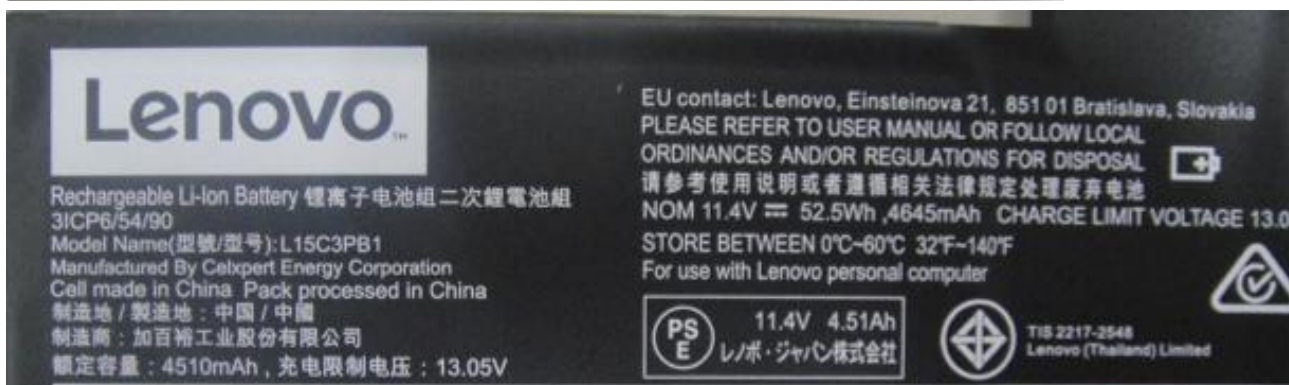 Lenovo™
Rechargeable Li-Ion Battery 锂离子电池组二次鋰電池組
3ICP6/54/90
Model Name(型號/型号):L15C3PB1
Manufactured By Celxpert Energy Corporation
Cell made in China Pack processed in China
制造地 / 製造地 : 中国 / 中國
制造商 : 加百裕工业股份有限公司
額定容量 : 4510mAh , 充电限制电压 : 13.05V
EU contact: Lenovo, Einsteinova 21, 851 01 Bratislava, Slovakia
PLEASE REFER TO USER MANUAL OR FOLLOW LOCAL
ORDINANCES AND/OR REGULATIONS FOR DISPOSAL
请参考使用说明或者遵循相关法律规定处理废弃电池
NOM 11.4V ⎓ 52.5Wh ,4645mAh CHARGE LIMIT VOLTAGE 13.0
STORE BETWEEN 0℃~60℃ 32℉~140℉
For use with Lenovo personal computer
PS
E
11.4V 4.51Ah
レノボ・ジャパン株式会社
TIS 2217-2548
Lenovo (Thailand) Limited